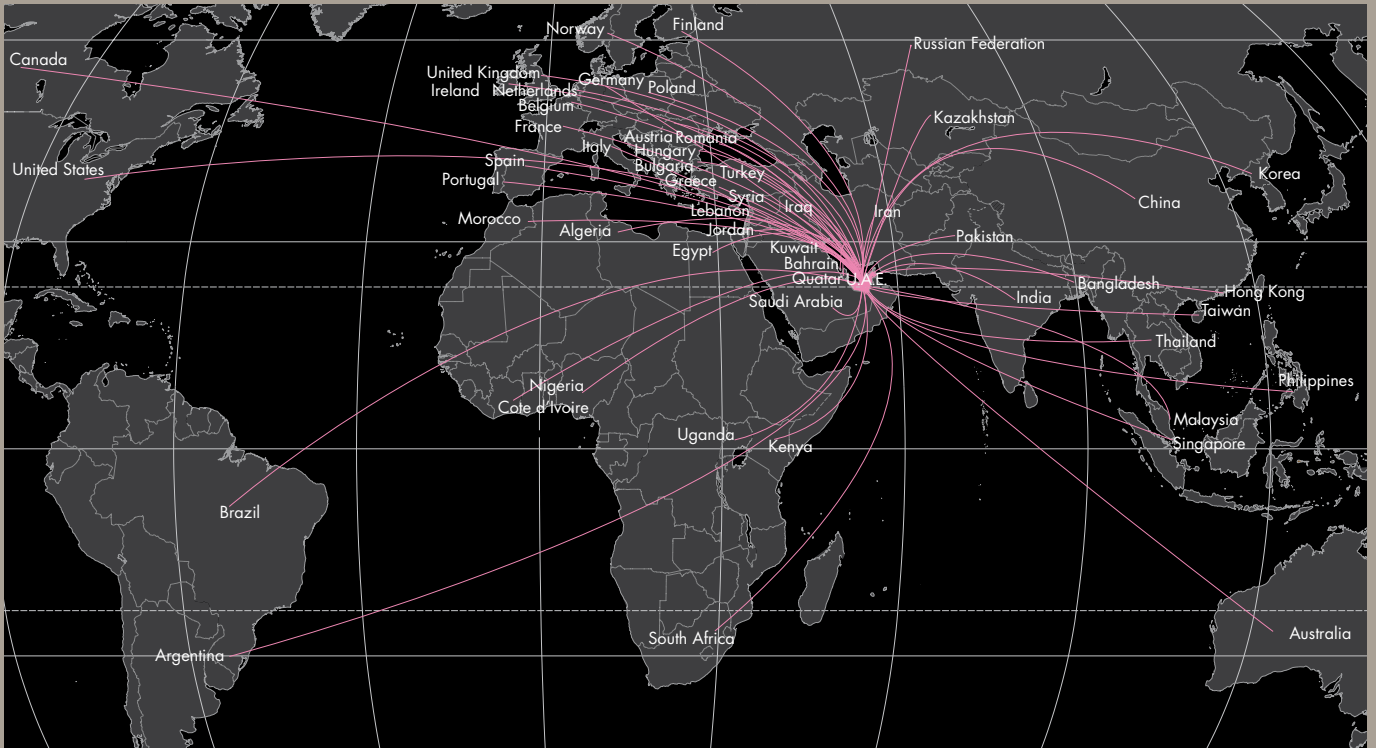 Norway
Finland
Russian Federation
Canada
United Kingdom
Germany
Ireland
Netherlands
Poland
Belgium
Kazakhstan
France
Austria
Romania
Italy
Hungary
Spain
Bulgaria
United States
Turkey
Korea
Portugal
Greece
Syria
China
Lebanon
Iraq
Iran
Morocco
Algeria
Jordan
Pakistan
Egypt
Kuwait
Bahrain
Quatar
U.A.E.
Bangladesh
Hong Kong
Saudi Arabia
India
Taiwan
Thailand
Philippines
Nigeria
Cote d'Ivoire
Malaysia
Uganda
Singapore
Kenya
Brazil
Australia
South Africa
Argentina